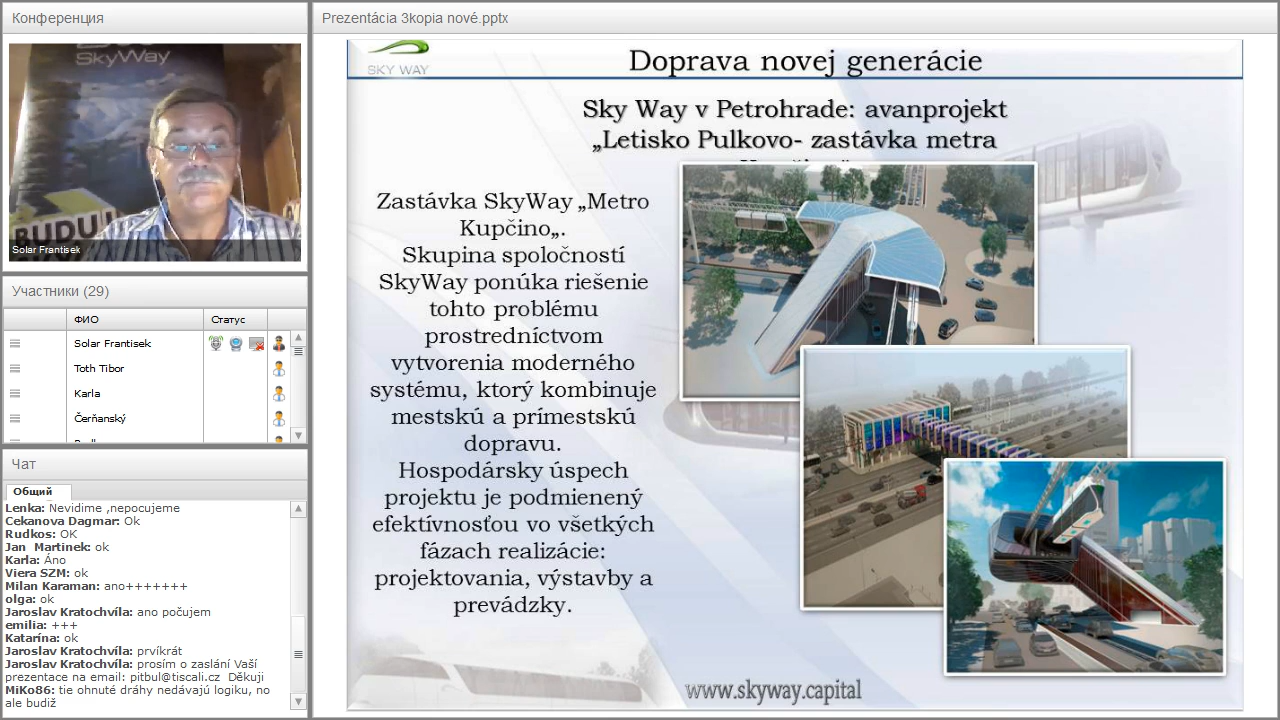 Конференция
SkyWay
BUDU
Solar Frantisek
Участники (29)
ФИО Статус
Solar Frantisek
Toth Tibor
Karla
Čerňanský
Чат
Общий
Lenka: Nevidime ,nepocujeme
Cekanova Dagmar: Ok
Rudkos: OK
Jan Martinek: ok
Karla: Áno
Viera SZM: ok
Milan Karaman: ano+++++++
olga: ok
Jaroslav Kratochvíla: ano počujem
emilia: +++
Katarína: ok
Jaroslav Kratochvíla: prvíkrát
Jaroslav Kratochvíla: prosím o zaslání Vaší
prezentace na email: pitbul@tiscali.cz Děkuji
MiKo86: tie ohnuté dráhy nedávajú logiku, no
ale budiž
Prezentácia 3kopia nové.pptx
SKY WAY
Doprava novej generácie
Sky Way v Petrohrade: avanprojekt
„Letisko Pulkovo- zastávka metra
Zastávka SkyWay „Metro
Kupčino„.
Skupina spoločností
SkyWay ponúka riešenie
tohto problému
prostredníctvom
vytvorenia moderného
systému, ktorý kombinuje
mestskú a prímestskú
dopravu.
Hospodársky úspech
projektu je podmienený
efektívnosťou vo všetkých
fázach realizácie:
projektovania, výstavby a
prevádzky.
www.skyway.capital